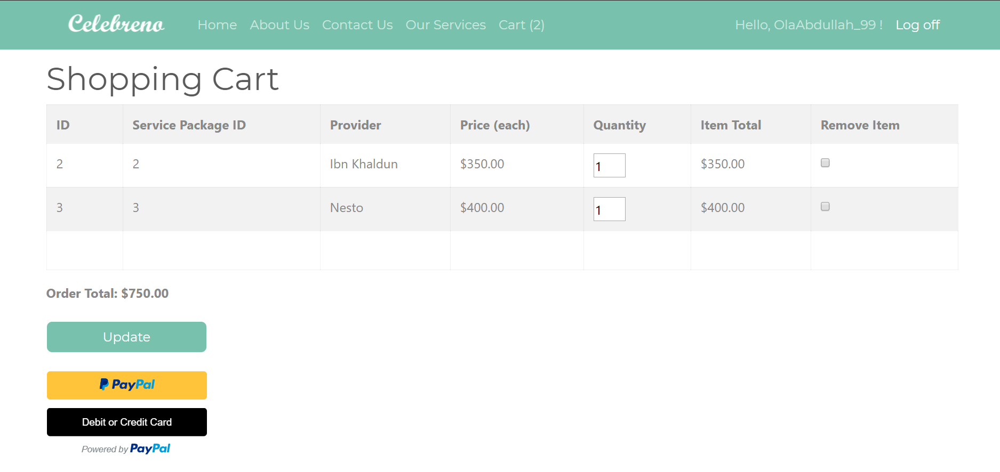 Celebreno Home About Us Contact Us Our Services Cart (2) Hello, OlaAbdullah_99 ! Log off
Shopping Cart
ID Service Package ID Provider Price (each) Quantity Item Total Remove Item
2 2 Ibn Khaldun $350.00 1 $350.00
3 3 Nesto $400.00 1 $400.00
Order Total: $750.00
Update
PayPal
Debit or Credit Card
Powered by PayPal